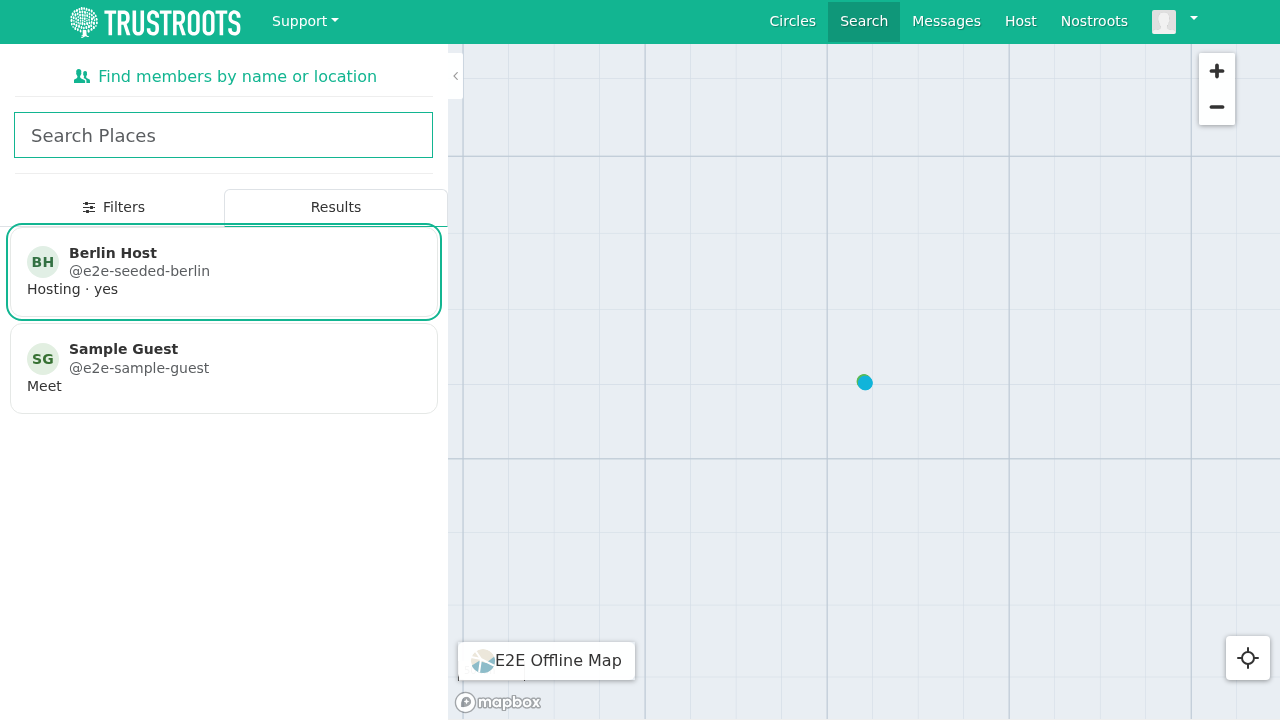 TRUSTROOTS
Support
Circles
Search
Messages
Host
Nostroots
Find members by name or location
Search Places
Filters
Results
BH
Berlin Host
@e2e-seeded-berlin
Hosting · yes
SG
Sample Guest
@e2e-sample-guest
Meet
E2E Offline Map
mapbox